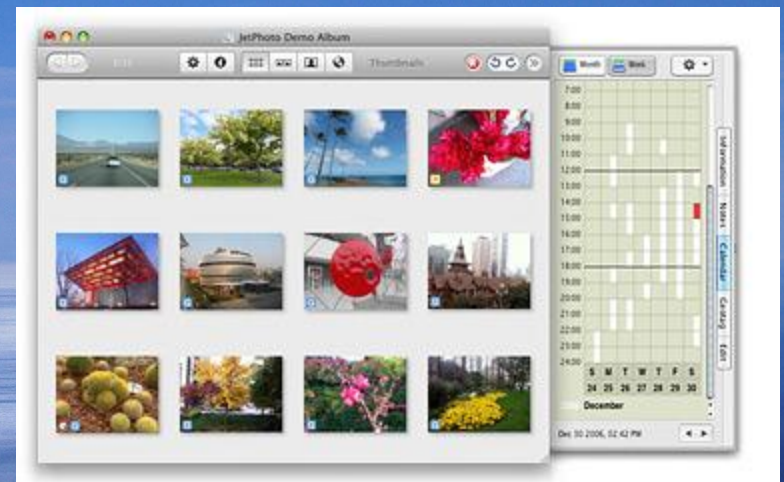 JetPhoto Demo Album
Thumbnails
Month
Week
7:00
8:00
9:00
10:00
11:00
12:00
13:00
14:00
15:00
16:00
17:00
18:00
19:00
20:00
21:00
22:00
23:00
24:00
S M T W T F S
24 25 26 27 28 29 30
December
Dec 30 2006, 02:42 PM
Information
Notes
Calendar
Geotag
Edit